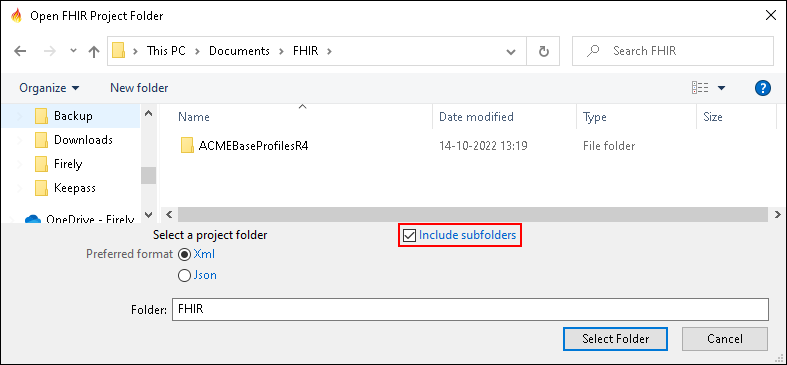 Open FHIR Project Folder
This PC > Documents > FHIR >
Search FHIR
Organize
New folder
?
Name Date modified Type Size
Backup
Downloads
Firely
Keepass
OneDrive - Firely
ACMEBaseProfilesR4 14-10-2022 13:19 File folder
Select a project folder
Include subfolders
Preferred format
Xml
Json
Folder: FHIR
Select Folder
Cancel